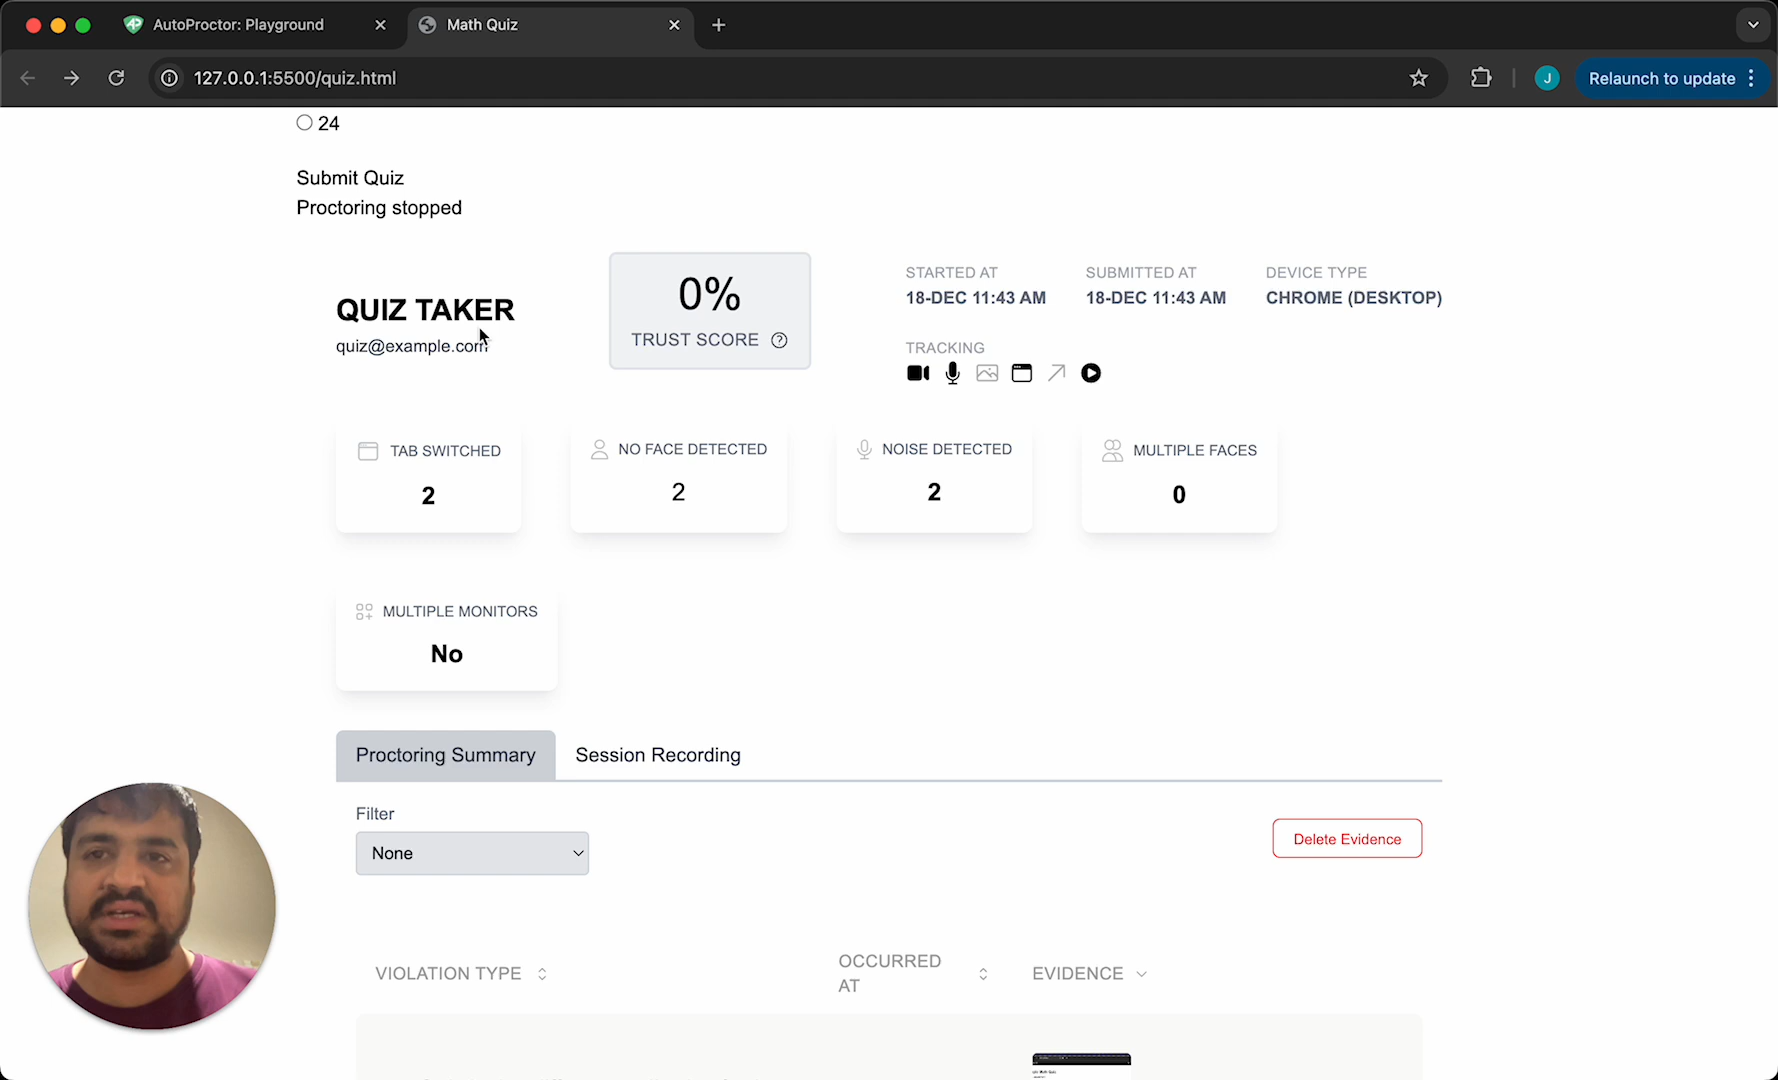 AutoProctor: Playground
Math Quiz
127.0.0.1:5500/quiz.html
J
Relaunch to update
24
Submit Quiz
Proctoring stopped
QUIZ TAKER
quiz@example.com
0%
TRUST SCORE
STARTED AT
18-DEC 11:43 AM
SUBMITTED AT
18-DEC 11:43 AM
DEVICE TYPE
CHROME (DESKTOP)
TRACKING
TAB SWITCHED
2
NO FACE DETECTED
2
NOISE DETECTED
2
MULTIPLE FACES
0
MULTIPLE MONITORS
No
Proctoring Summary
Session Recording
Filter
None
Delete Evidence
VIOLATION TYPE
OCCURRED
AT
EVIDENCE